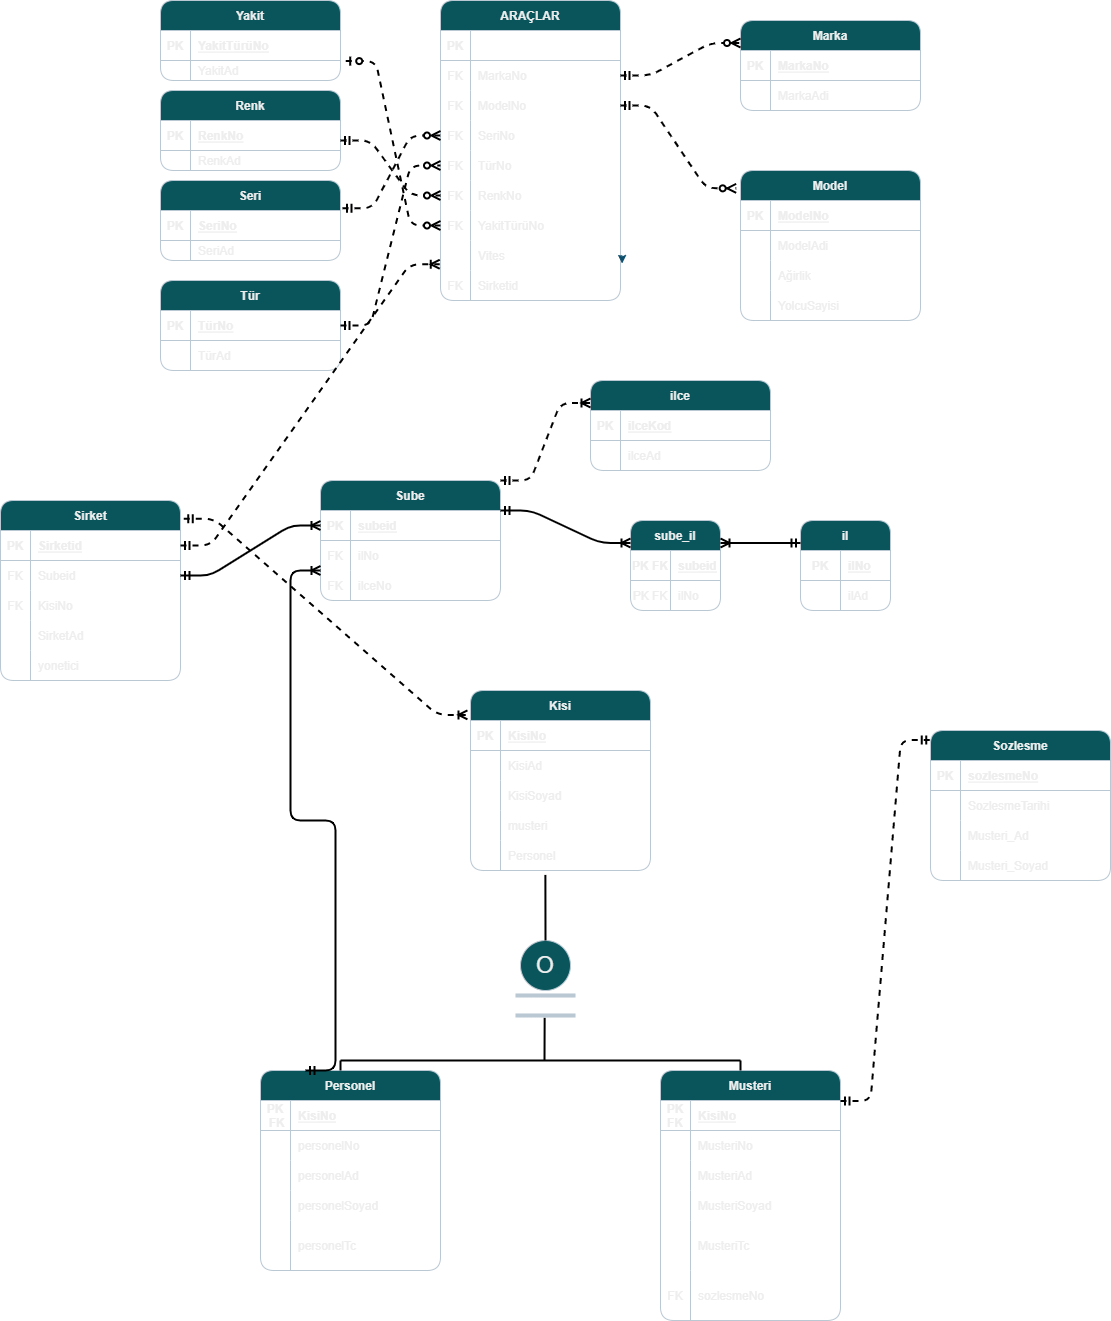 Yakit
PK YakitTürüNo
YakitAd
Renk
PK RenkNo
RenkAd
Seri
PK SeriNo
SeriAd
Tür
PK TürNo
TürAd
ARAÇLAR
PK
FK MarkaNo
FK ModelNo
FK SeriNo
FK TürNo
FK RenkNo
FK YakitTürüNo
Vites
FK Sirketid
Marka
PK MarkaNo
MarkaAdi
Model
PK ModelNo
ModelAdi
Ağirlik
YolcuSayısi
ilce
PK ilceKod
ilceAd
Sirket
PK Sirketid
FK Subeid
FK KisiNo
SirketAd
yonetici
Sube
PK subeid
FK ilNo
FK ilceNo
sube_il
PK FK subeid
PK FK ilNo
il
PK ilNo
ilAd
Kisi
PK KisiNo
KisiAd
KisiSoyad
musteri
Personel
Sozlesme
PK sozlesmeNo
SozlesmeTarihi
Musteri_Ad
Musteri_Soyad
O
Personel
PK
FK KisiNo
personelNo
personelAd
personelSoyad
personelTc
Musteri
PK
FK KisiNo
MusteriNo
MusteriAd
MusteriSoyad
MusteriTc
FK sozlesmeNo